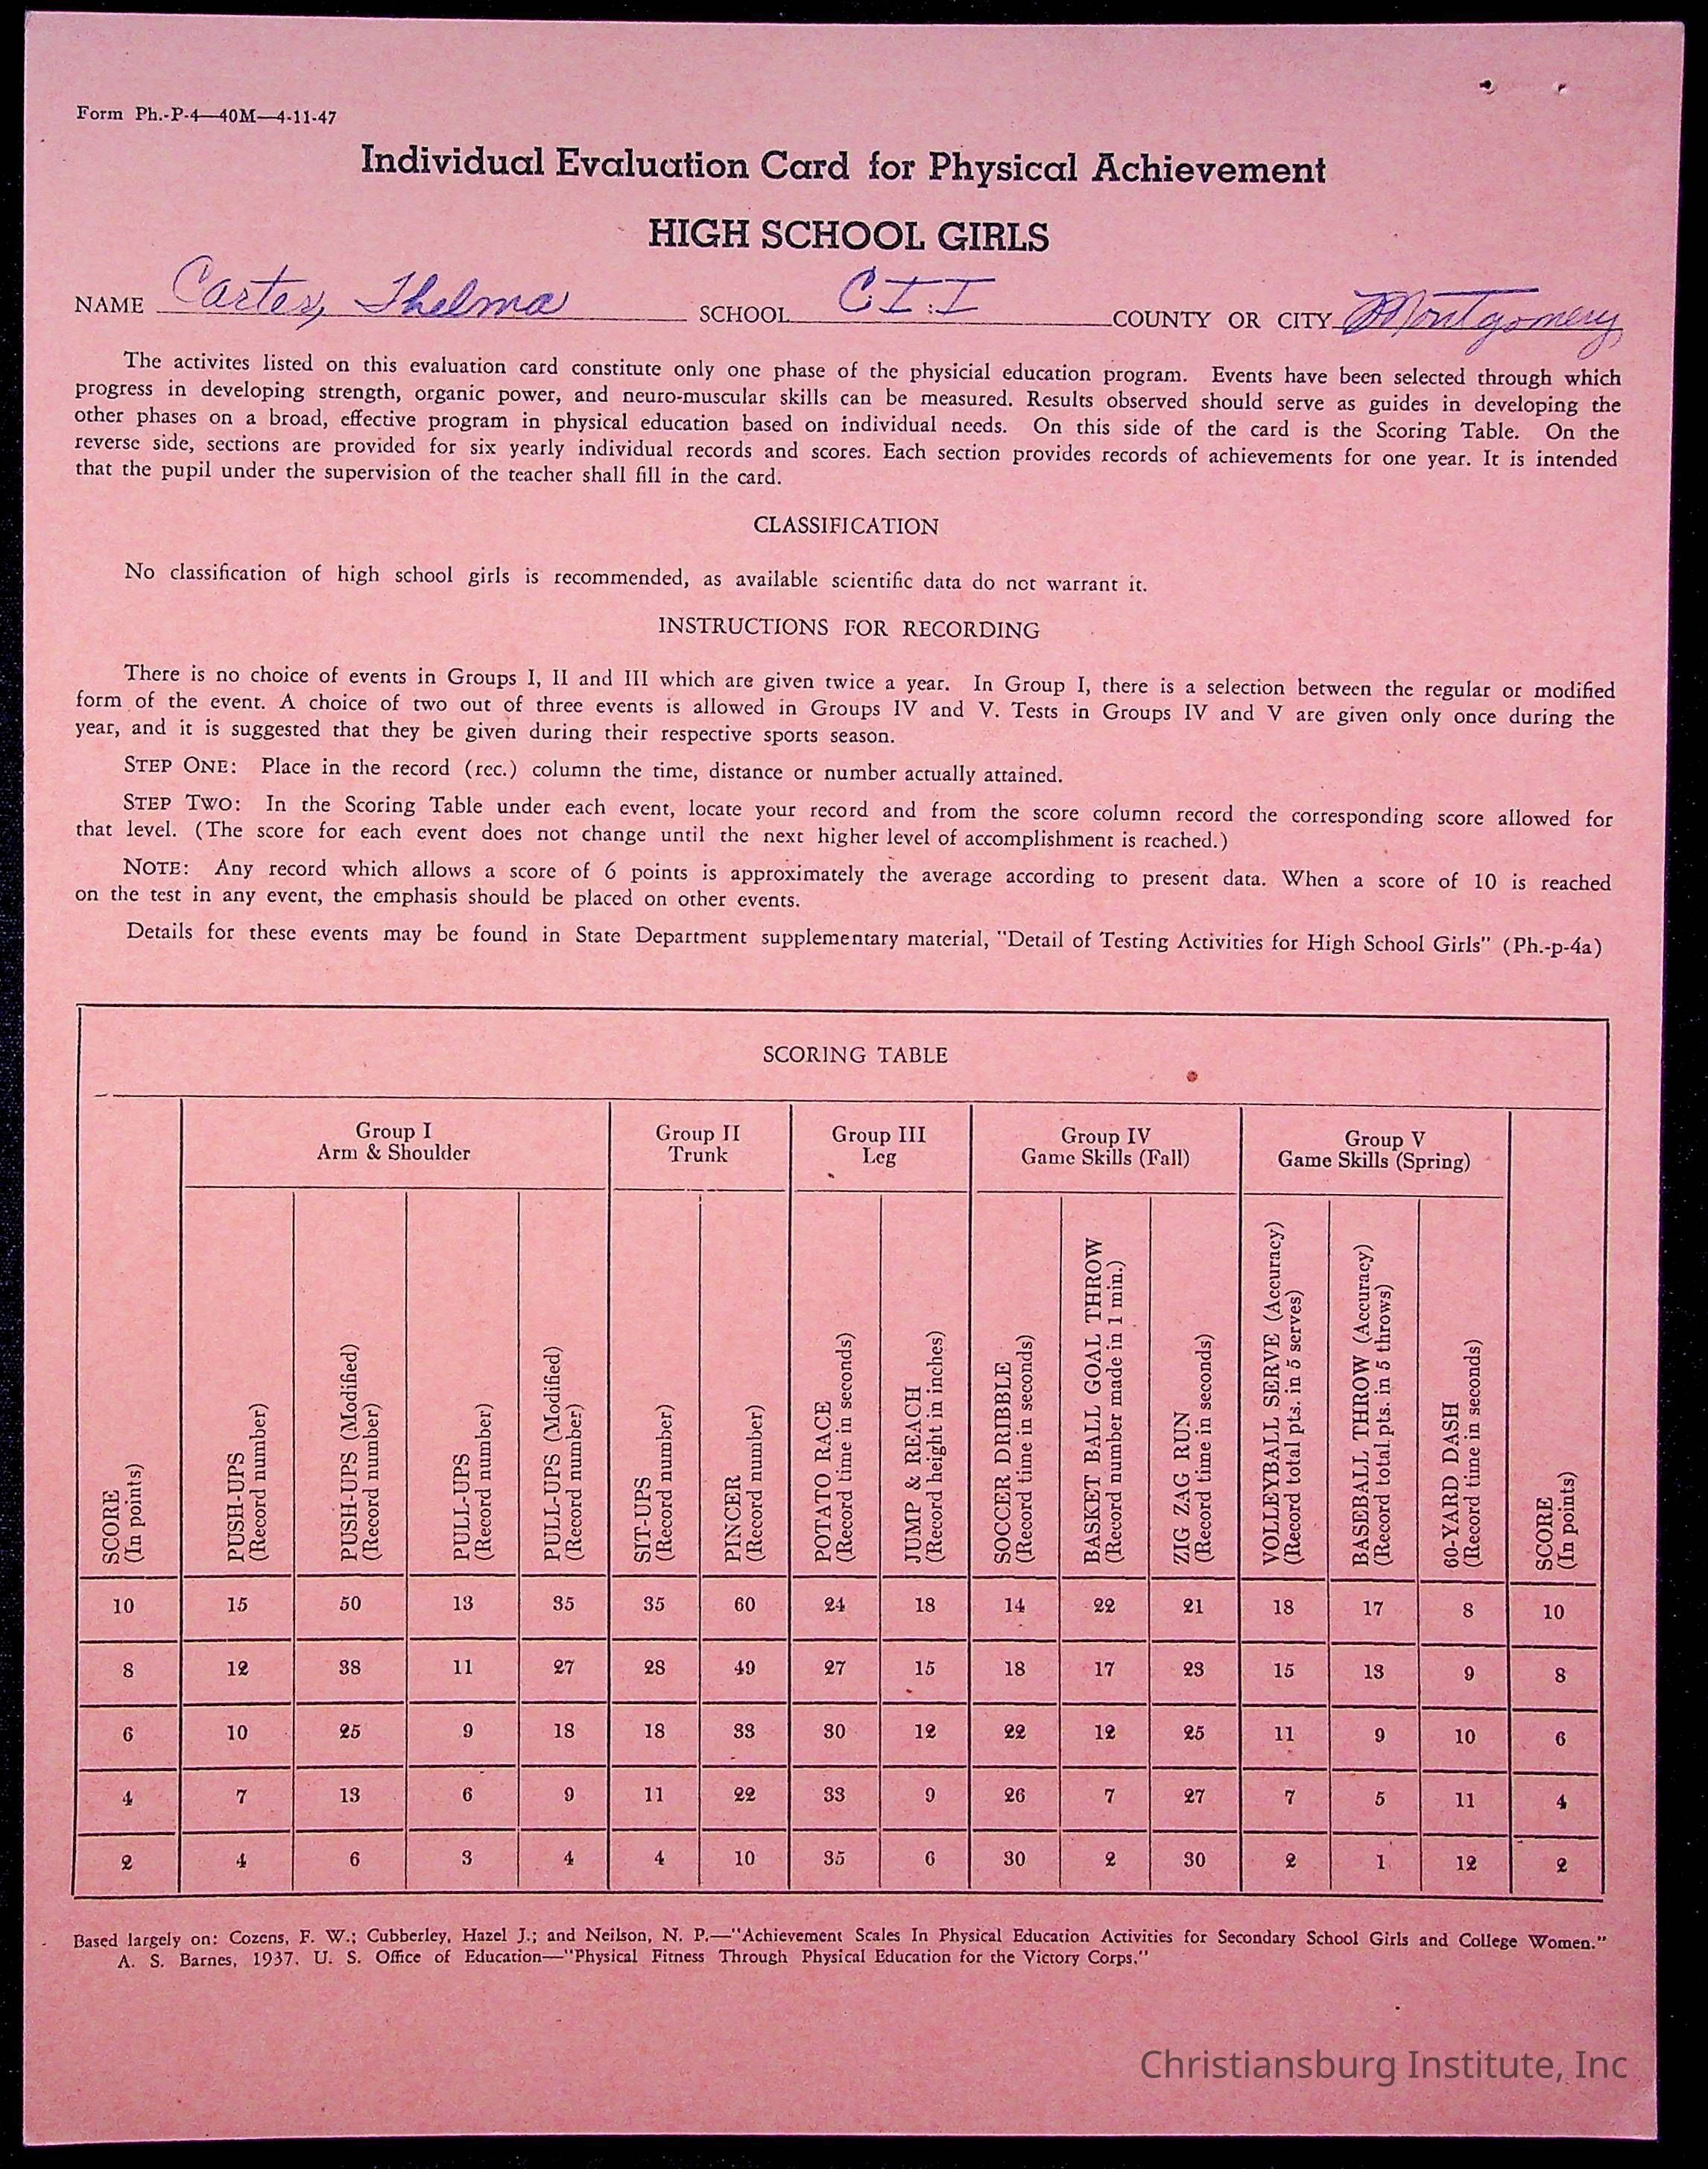 Form Ph.-P-4—40M—4-11-47
Individual Evaluation Card for Physical Achievement
HIGH SCHOOL GIRLS
NAME Carter, Thelma SCHOOL C I I COUNTY OR CITY Montgomery
The activites listed on this evaluation card constitute only one phase of the physicial education program. Events have been selected through which
progress in developing strength, organic power, and neuro-muscular skills can be measured. Results observed should serve as guides in developing the
other phases on a broad, effective program in physical education based on individual needs. On this side of the card is the Scoring Table. On the
reverse side, sections are provided for six yearly individual records and scores. Each section provides records of achievements for one year. It is intended
that the pupil under the supervision of the teacher shall fill in the card.
CLASSIFICATION
No classification of high school girls is recommended, as available scientific data do not warrant it.
INSTRUCTIONS FOR RECORDING
There is no choice of events in Groups I, II and III which are given twice a year. In Group I, there is a selection between the regular or modified
form of the event. A choice of two out of three events is allowed in Groups IV and V. Tests in Groups IV and V are given only once during the
year, and it is suggested that they be given during their respective sports season.
STEP ONE: Place in the record (rec.) column the time, distance or number actually attained.
STEP TWO: In the Scoring Table under each event, locate your record and from the score column record the corresponding score allowed for
that level. (The score for each event does not change until the next higher level of accomplishment is reached.)
NOTE: Any record which allows a score of 6 points is approximately the average according to present data. When a score of 10 is reached
on the test in any event, the emphasis should be placed on other events.
Details for these events may be found in State Department supplementary material, "Detail of Testing Activities for High School Girls" (Ph.-p-4a)
SCORING TABLE
Group I Group II Group III Group IV Group V
Arm & Shoulder Trunk Leg Game Skills (Fall) Game Skills (Spring)
SCORE
(In points)
PUSH-UPS
(Record number)
PUSH-UPS (Modified)
(Record number)
PULL-UPS
(Record number)
PULL-UPS (Modified)
(Record number)
SIT-UPS
(Record number)
PINCER
(Record number)
POTATO RACE
(Record time in seconds)
JUMP & REACH
(Record height in inches)
SOCCER DRIBBLE
(Record time in seconds)
BASKET BALL GOAL THROW
(Record number made in 1 min.)
ZIG ZAG RUN
(Record time in seconds)
VOLLEYBALL SERVE (Accuracy)
(Record total pts. in 5 serves)
BASEBALL THROW (Accuracy)
(Record total pts. in 5 throws)
60-YARD DASH
(Record time in seconds)
SCORE
(In points)
10 15 50 13 35 35 60 24 18 14 22 21 18 17 8 10
8 12 38 11 27 28 49 27 15 18 17 23 15 13 9 8
6 10 25 9 18 18 33 30 12 22 12 25 11 9 10 6
4 7 13 6 9 11 22 33 9 26 7 27 7 5 11 4
2 4 6 3 4 4 10 35 6 30 2 30 2 1 12 2
Based largely on: Cozens, F. W.; Cubberley, Hazel J.; and Neilson, N. P.—"Achievement Scales In Physical Education Activities for Secondary School Girls and College Women."
A. S. Barnes, 1937. U. S. Office of Education—"Physical Fitness Through Physical Education for the Victory Corps."
Christiansburg Institute, Inc